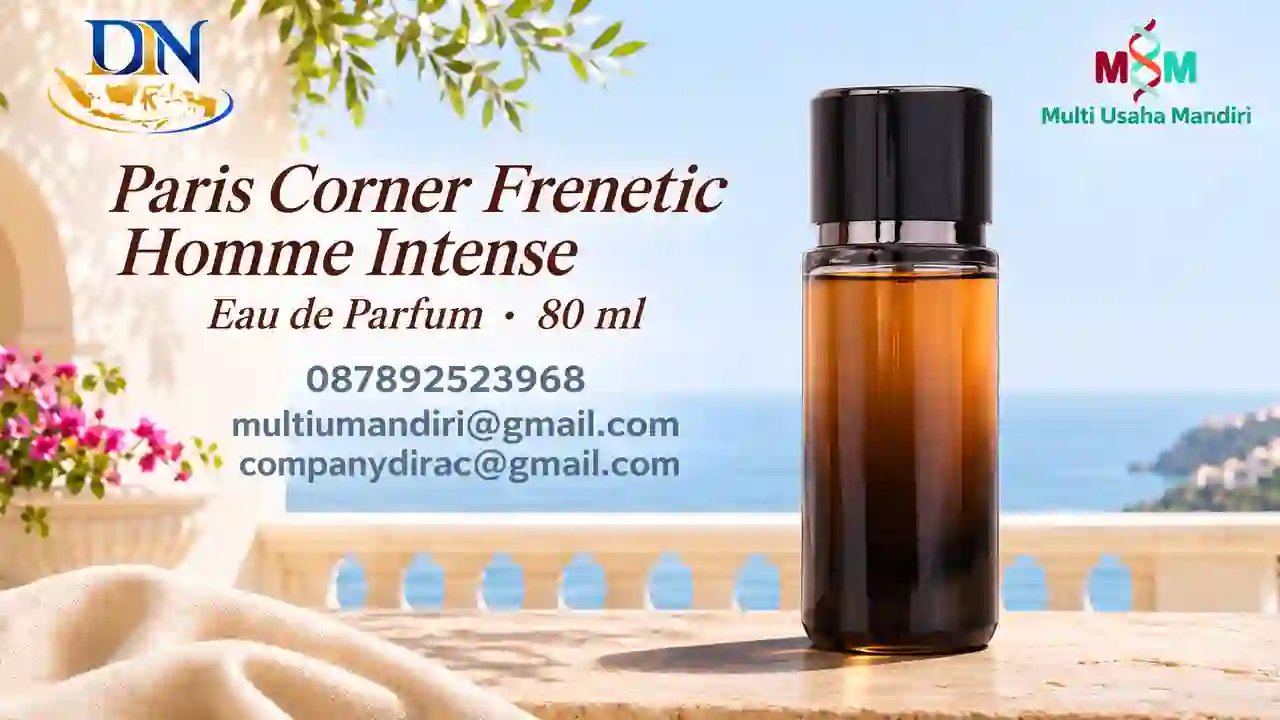 DN
M M
Multi Usaha Mandiri
Paris Corner Frenetic
Homme Intense
Eau de Parfum • 80 ml
087892523968
multiumandiri@gmail.com
companydirac@gmail.com